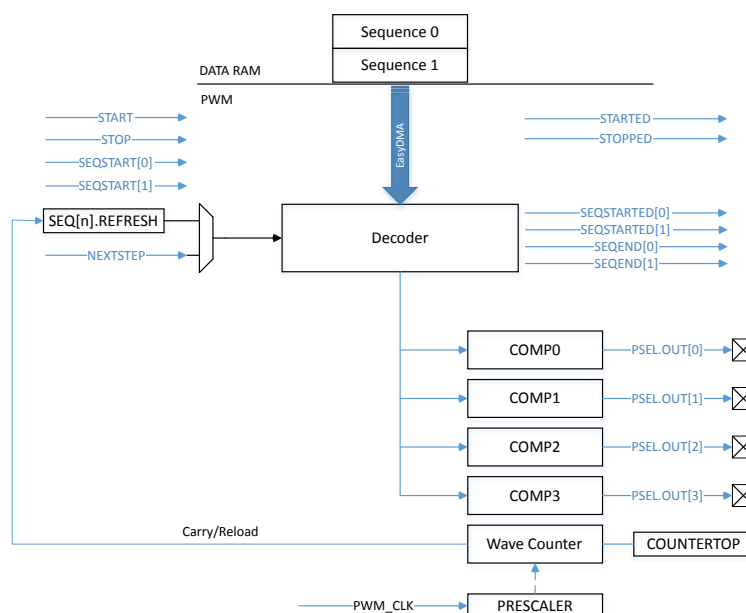 Sequence 0
Sequence 1
DATA RAM
PWM
START
STOP
SEQSTART[0]
SEQSTART[1]
EasyDMA
STARTED
STOPPED
SEQ[n].REFRESH
NEXTSTEP
Decoder
SEQSTARTED[0]
SEQSTARTED[1]
SEQEND[0]
SEQEND[1]
COMP0
PSEL.OUT[0]
COMP1
PSEL.OUT[1]
COMP2
PSEL.OUT[2]
COMP3
PSEL.OUT[3]
Carry/Reload
Wave Counter
COUNTERTOP
PWM_CLK
PRESCALER